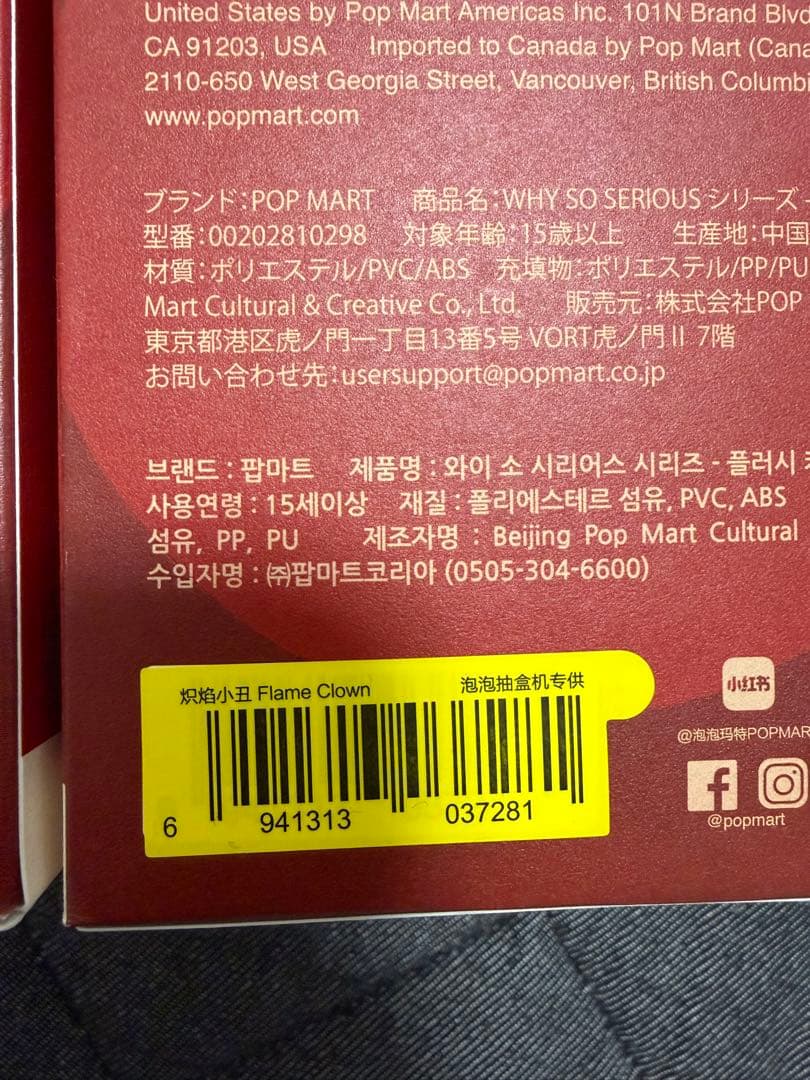 United States by Pop Mart Americas Inc. 101N Brand Blvd
CA 91203, USA Imported to Canada by Pop Mart (Cana
2110-650 West Georgia Street, Vancouver, British Columbi
www.popmart.com
ブランド:POP MART 商品名:WHY SO SERIOUS シリーズ
型番:00202810298 対象年齢:15歳以上 生産地:中国
材質:ポリエステル/PVC/ABS 充填物:ポリエステル/PP/PU
Mart Cultural & Creative Co., Ltd. 販売元:株式会社POP
東京都港区虎ノ門一丁目13番5号 VORT虎ノ門II 7階
お問い合わせ先:usersupport@popmart.co.jp
브랜드 : 팝마트 제품명 : 와이 소 시리어스 시리즈 - 플러시
사용연령 : 15세이상 재질 : 폴리에스테르 섬유, PVC, ABS
섬유, PP, PU 제조자명 : Beijing Pop Mart Cultural
수입자명 : ㈜팝마트코리아 (0505-304-6600)
炽焰小丑 Flame Clown 泡泡抽盒机专供
6 941313 037281
小红书
@泡泡玛特POPMAR
@popmart